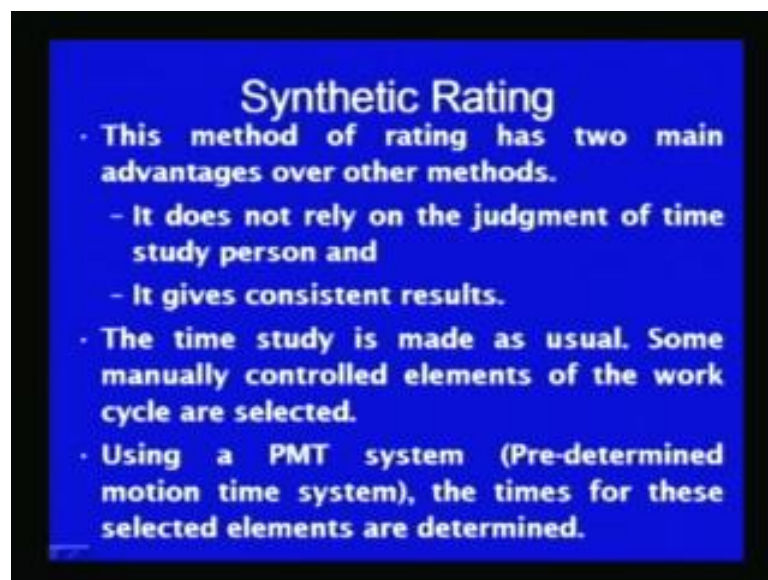 Synthetic Rating
· This method of rating has two main
advantages over other methods.
– It does not rely on the judgment of time
study person and
– It gives consistent results.
· The time study is made as usual. Some
manually controlled elements of the work
cycle are selected.
· Using a PMT system (Pre-determined
motion time system), the times for these
selected elements are determined.